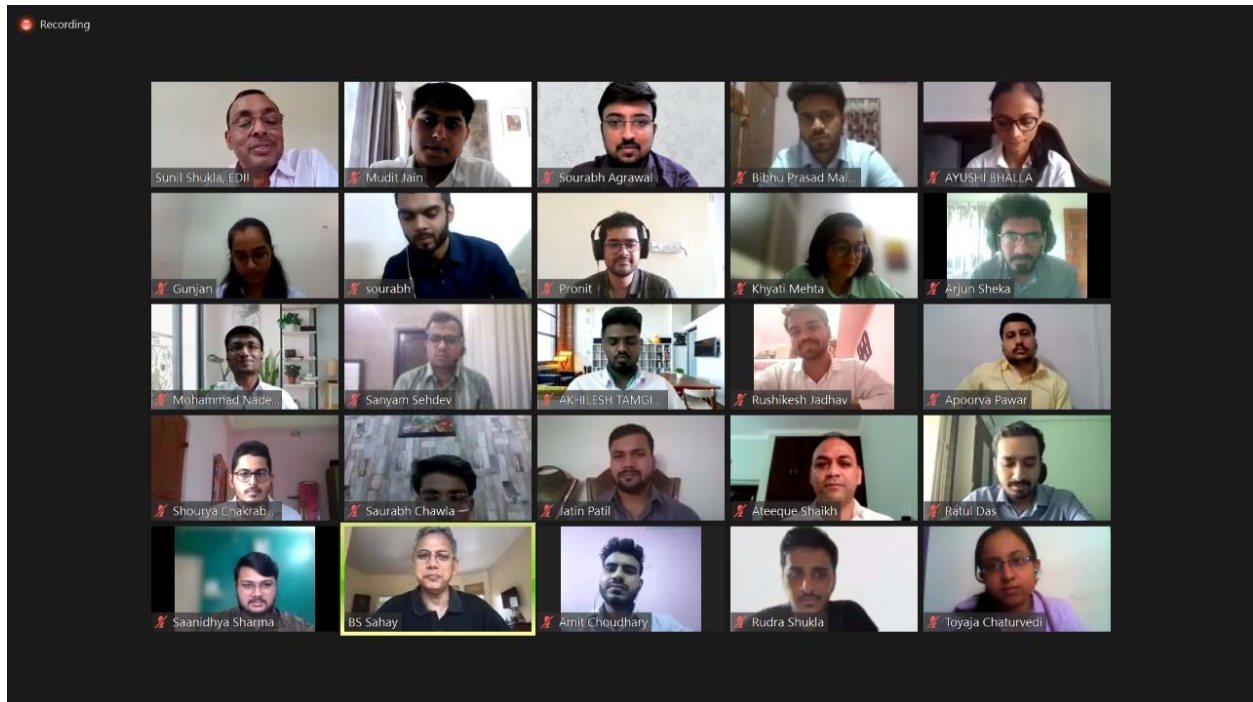 Recording
Sunil Shukla, EDII
Mudit Jain
Sourabh Agrawal
Bibhu Prasad Mal...
AYUSHI BHALLA
Gunjan
sourabh
Pronit
Khyati Mehta
Arjun Sheka
Mohammad Nade...
Sanyam Sehdev
AKHILESH TAMGI...
Rushikesh Jadhav
Apoorva Pawar
Shourya Chakrab...
Saurabh Chawla
Jatin Patil
Ateeque Shaikh
Ratul Das
Saanidhya Sharma
BS Sahay
Amit Choudhary
Rudra Shukla
Toyaja Chaturvedi